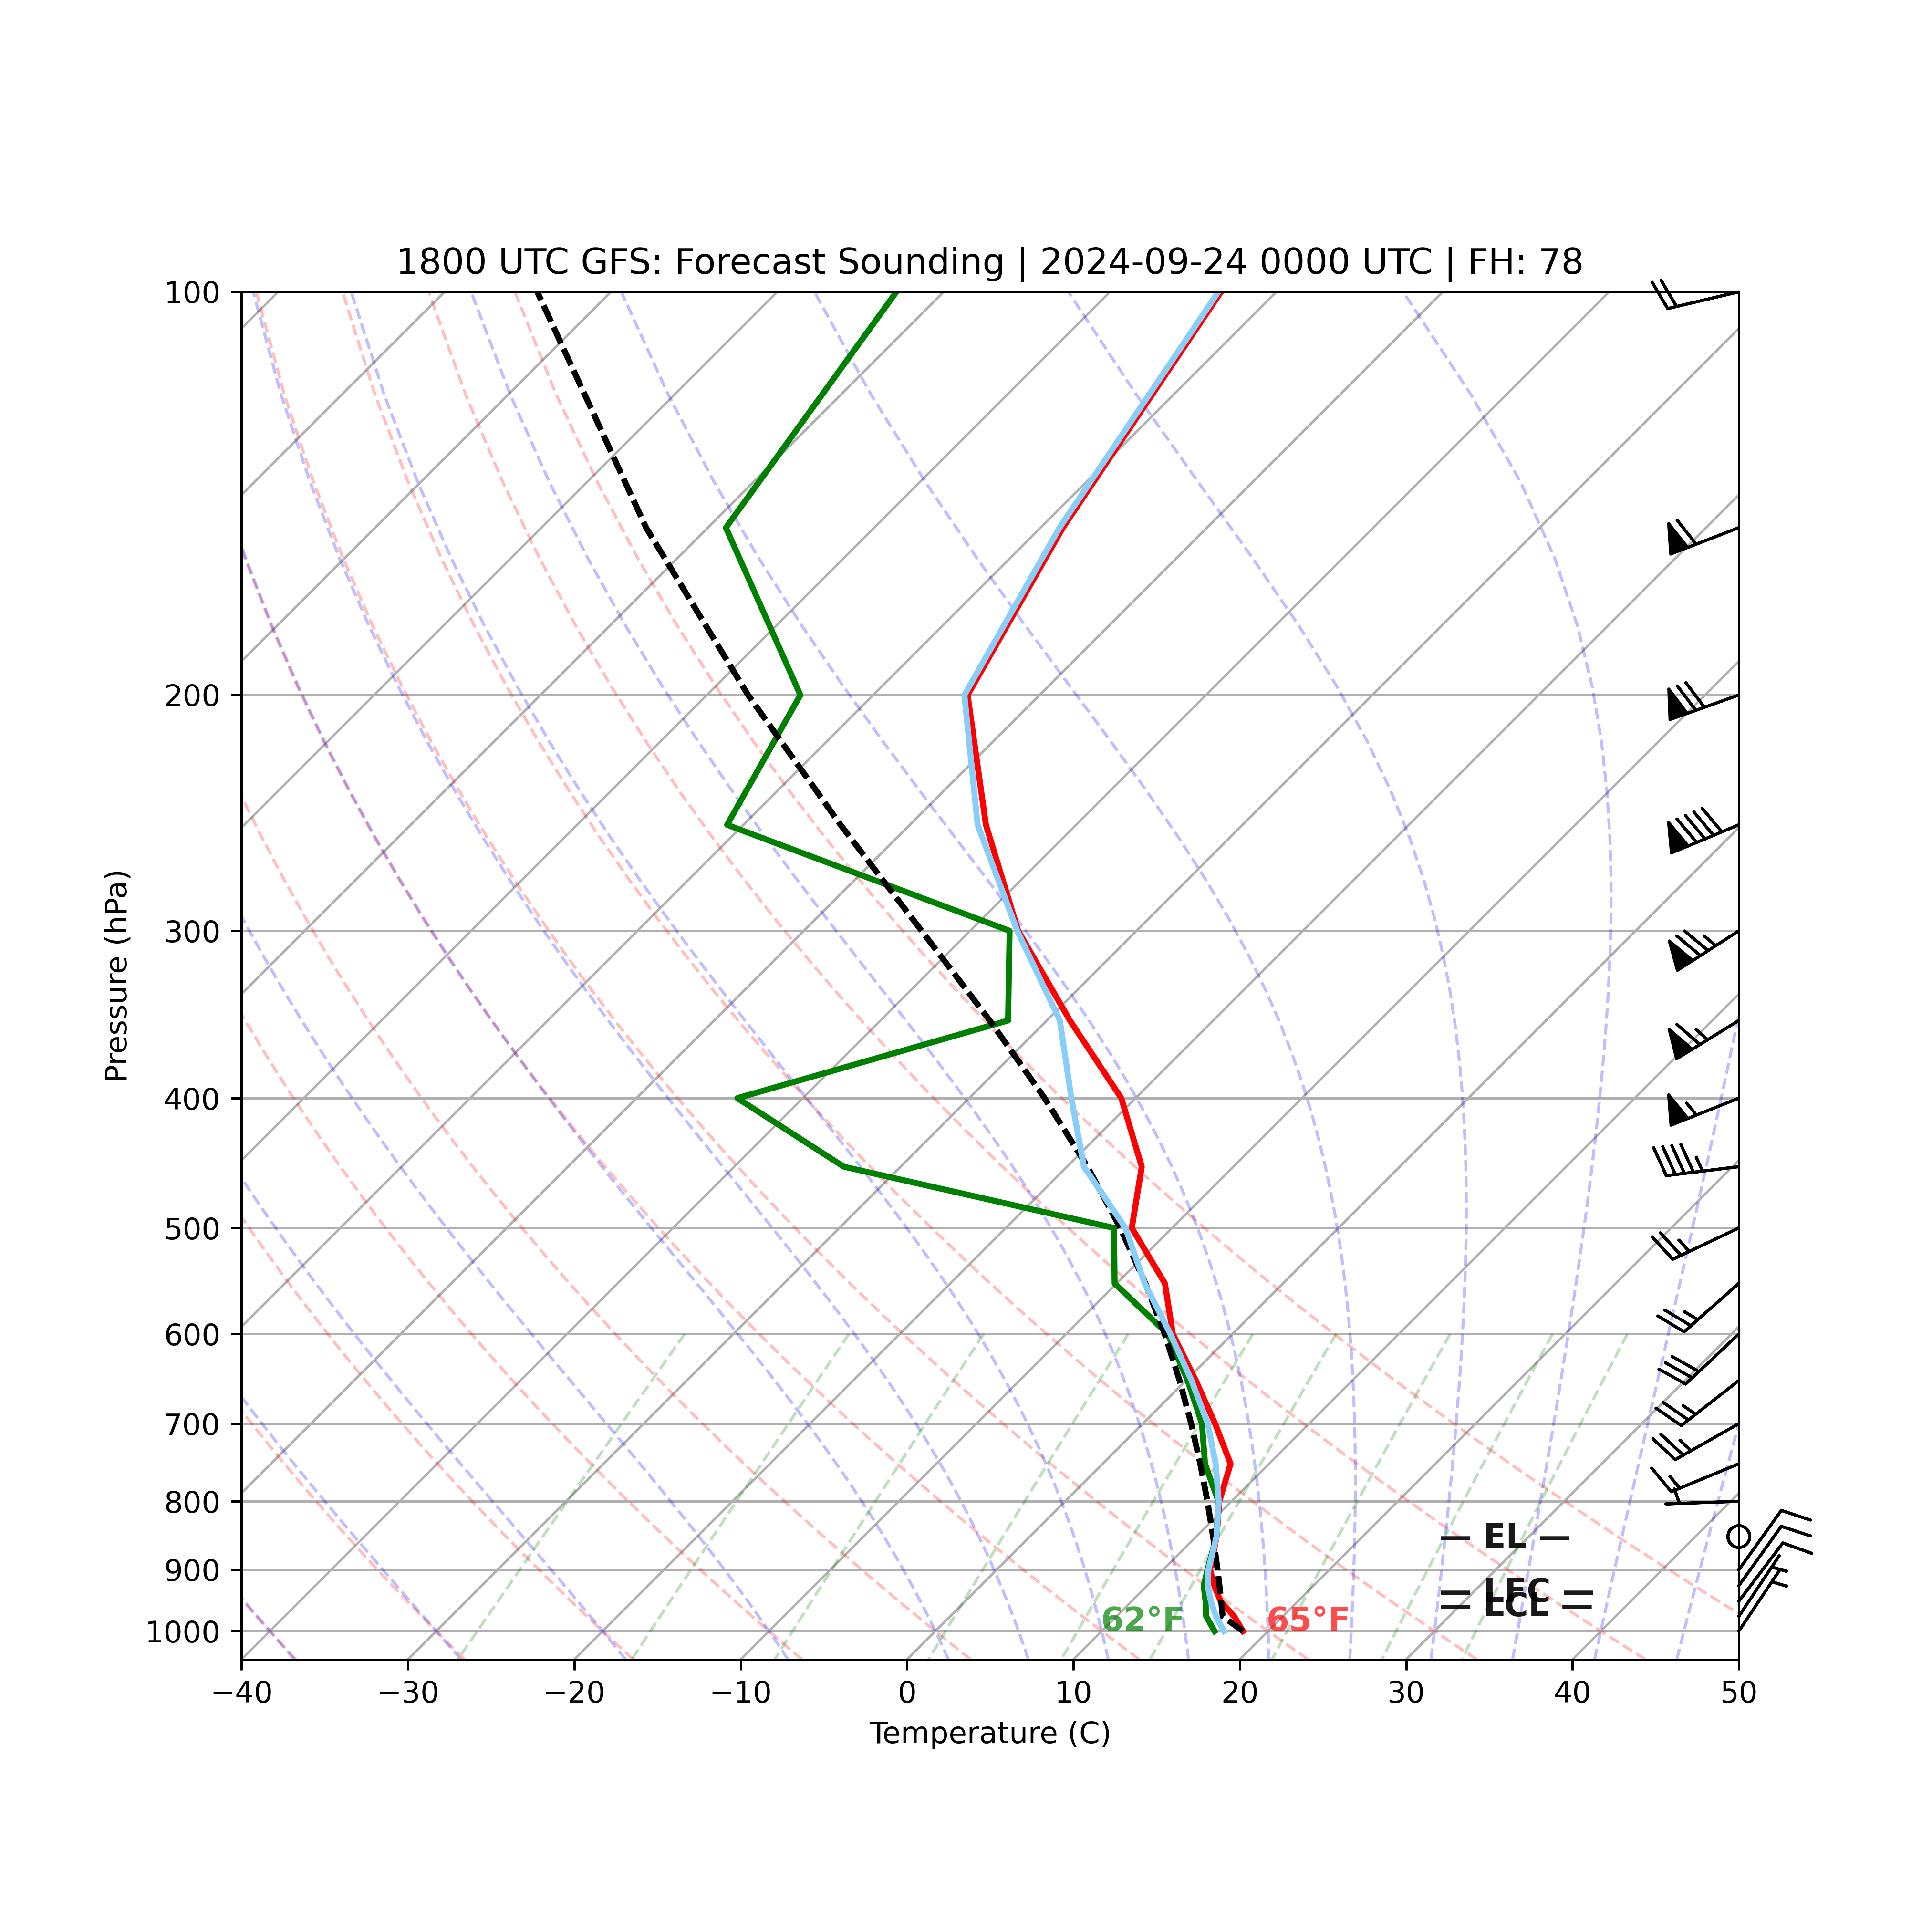 1800 UTC GFS: Forecast Sounding | 2024-09-24 0000 UTC | FH: 78
100
200
300
400
500
600
700
800
900
1000
Pressure (hPa)
— EL —
— LFC —
— LCL —
62°F
65°F
−40 −30 −20 −10 0 10 20 30 40 50
Temperature (C)